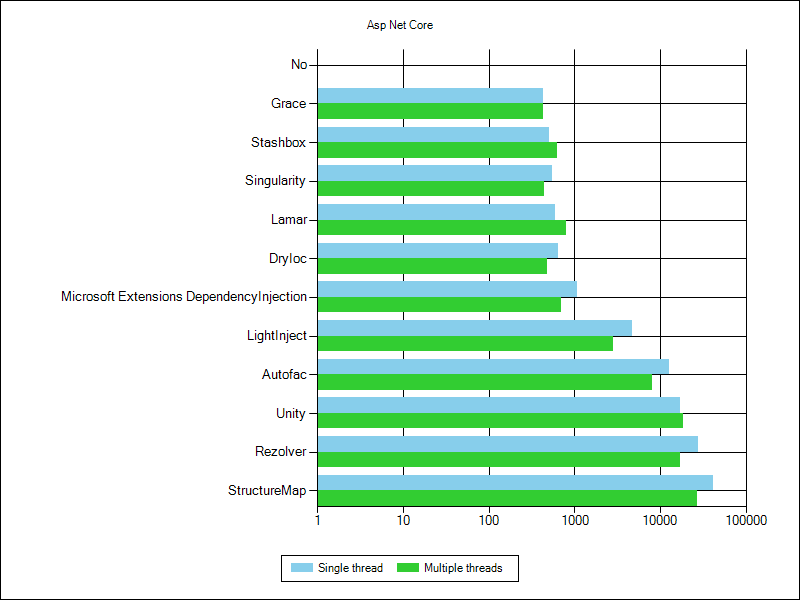 Asp Net Core
No
Grace
Stashbox
Singularity
Lamar
DryIoc
Microsoft Extensions DependencyInjection
LightInject
Autofac
Unity
Rezolver
StructureMap
1 10 100 1000 10000 100000
Single thread Multiple threads